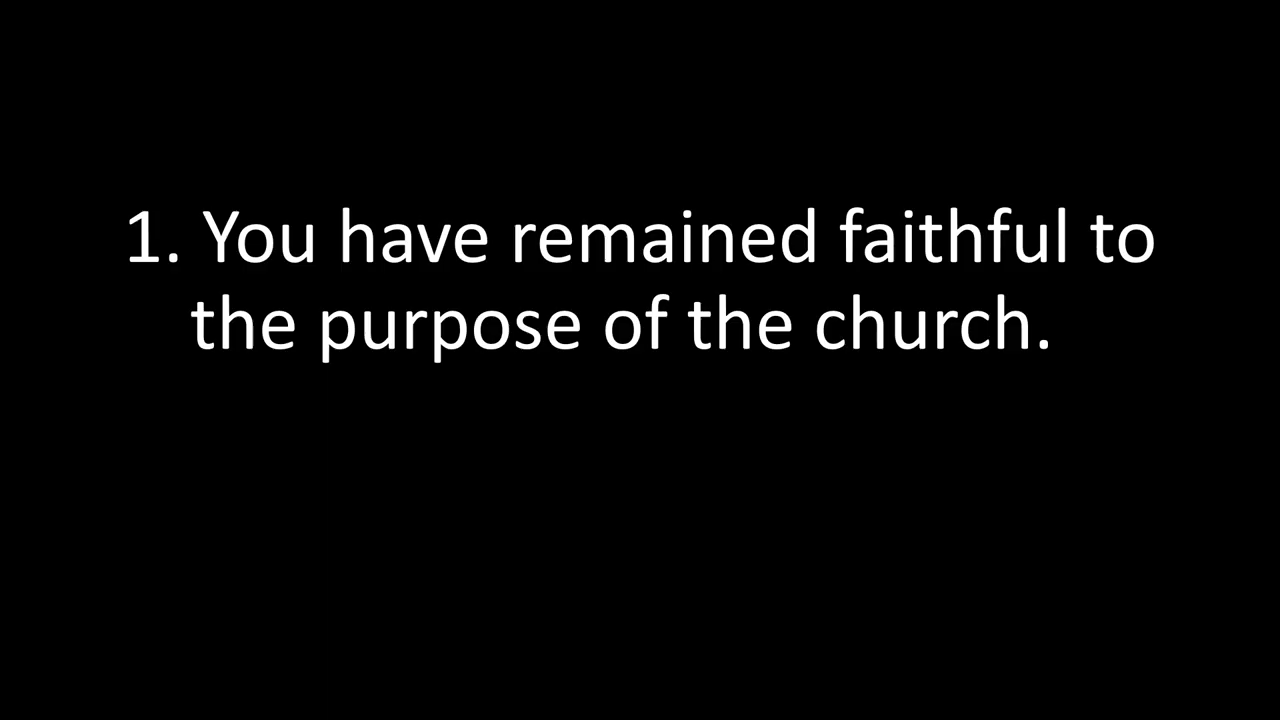 1. You have remained faithful to
the purpose of the church.